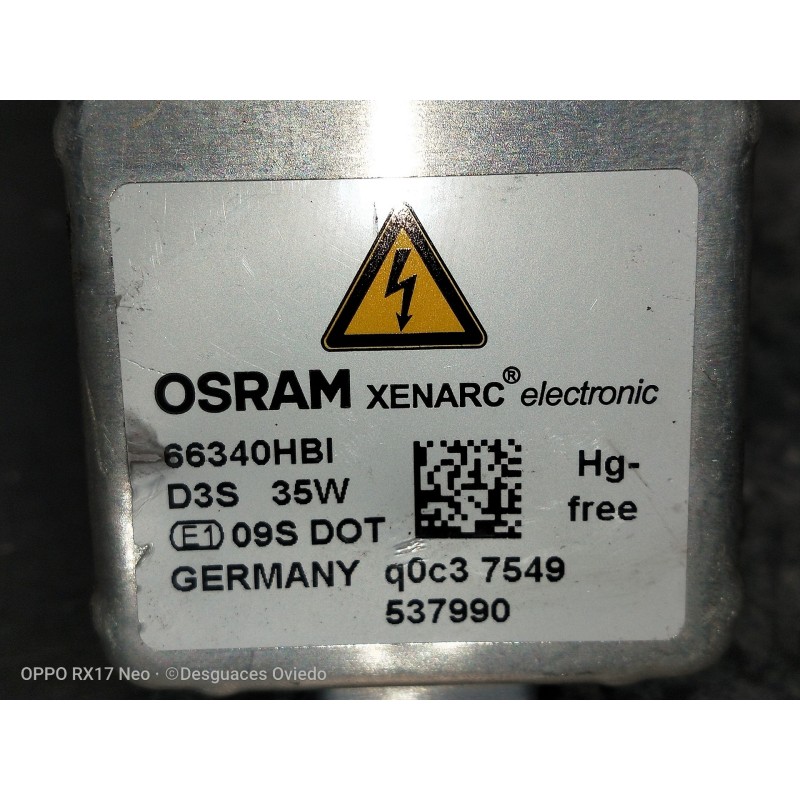 OSRAM XENARC® electronic
66340HBI
D3S 35W
E1 09S DOT
GERMANY
Hg-
free
q0c3 7549
537990
OPPO RX17 Neo · ©Desguaces Oviedo